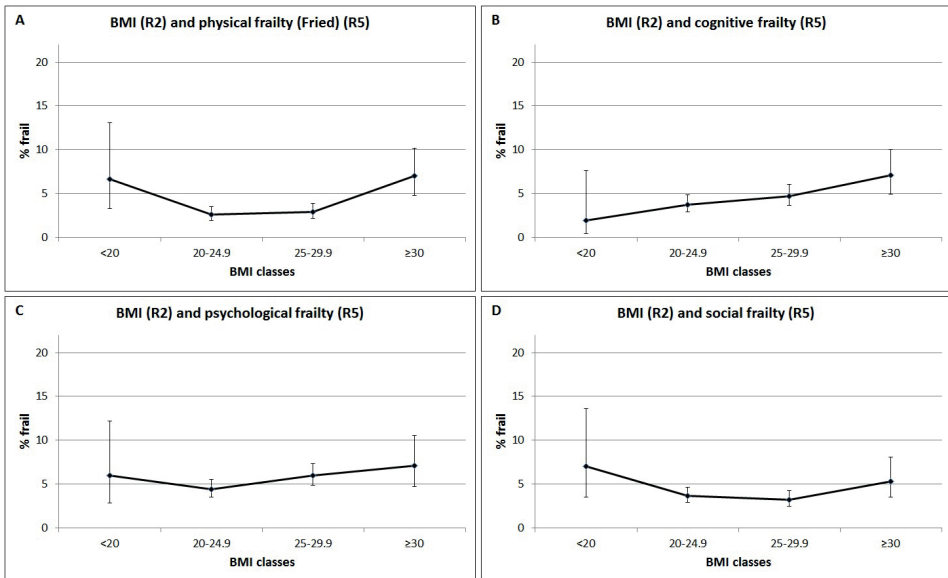 A
BMI (R2) and physical frailty (Fried) (R5)
% frail
20
15
10
5
0
<20 20-24.9 25-29.9 ≥30
BMI classes
B
BMI (R2) and cognitive frailty (R5)
% frail
20
15
10
5
0
<20 20-24.9 25-29.9 ≥30
BMI classes
C
BMI (R2) and psychological frailty (R5)
% frail
20
15
10
5
0
<20 20-24.9 25-29.9 ≥30
BMI classes
D
BMI (R2) and social frailty (R5)
% frail
20
15
10
5
0
<20 20-24.9 25-29.9 ≥30
BMI classes